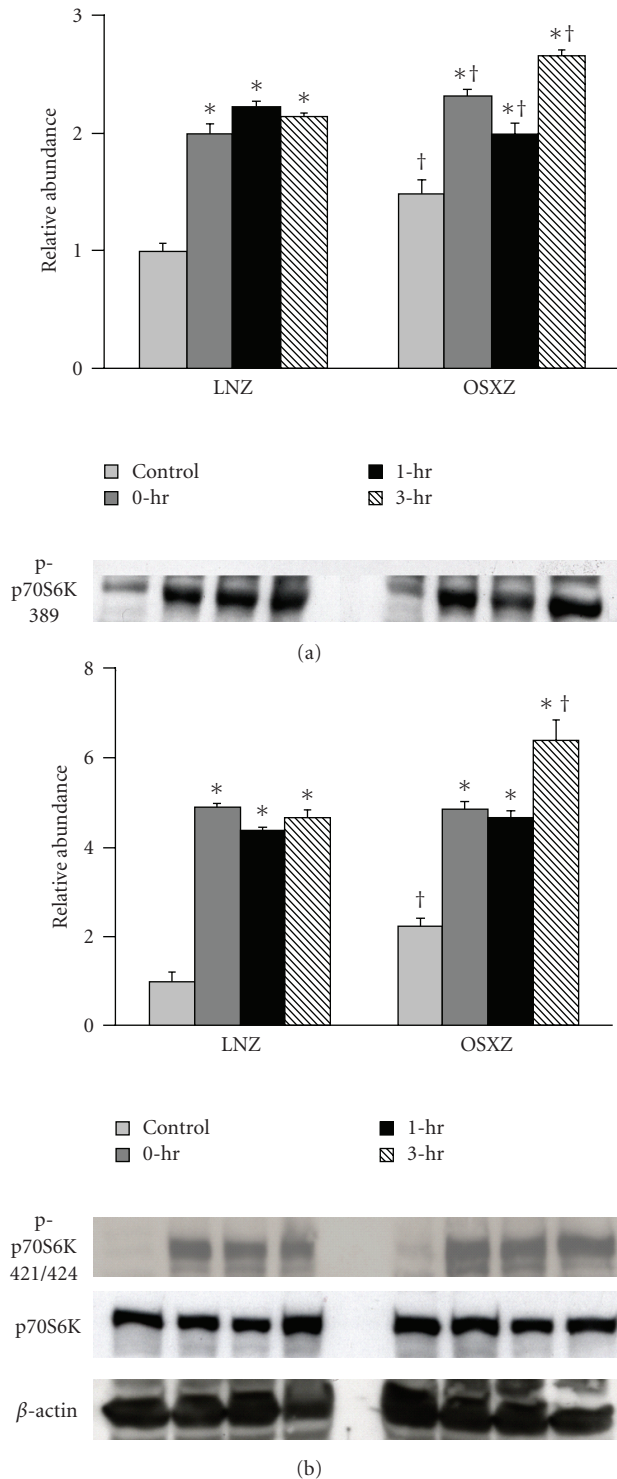 3
* †
*
* †
*
*
* †
2
†
1
0
Relative abundance
LNZ
OSXZ
Control
1-hr
0-hr
3-hr
p-
p70S6K
389
(a)
8
* †
6
*
*
*
*
*
4
†
2
0
Relative abundance
LNZ
OSXZ
Control
1-hr
0-hr
3-hr
p-
p70S6K
421/424
p70S6K
β-actin
(b)